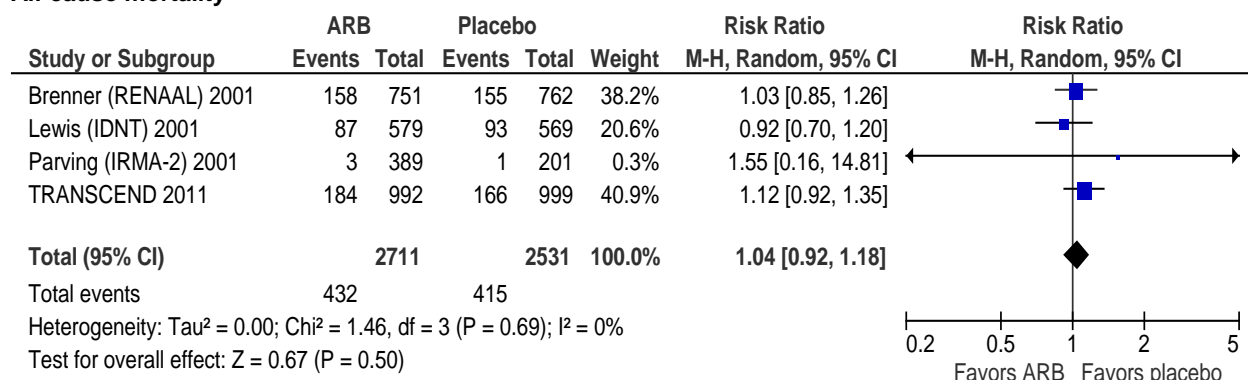 All-cause mortality
ARB Placebo Risk Ratio Risk Ratio
Study or Subgroup Events Total Events Total Weight M-H, Random, 95% CI M-H, Random, 95% CI
Brenner (RENAAL) 2001 158 751 155 762 38.2% 1.03 [0.85, 1.26]
Lewis (IDNT) 2001 87 579 93 569 20.6% 0.92 [0.70, 1.20]
Parving (IRMA-2) 2001 3 389 1 201 0.3% 1.55 [0.16, 14.81]
TRANSCEND 2011 184 992 166 999 40.9% 1.12 [0.92, 1.35]
Total (95% CI) 2711 2531 100.0% 1.04 [0.92, 1.18]
Total events 432 415
Heterogeneity: Tau² = 0.00; Chi² = 1.46, df = 3 (P = 0.69); I² = 0%
Test for overall effect: Z = 0.67 (P = 0.50)
0.2 0.5 1 2 5
Favors ARB Favors placebo